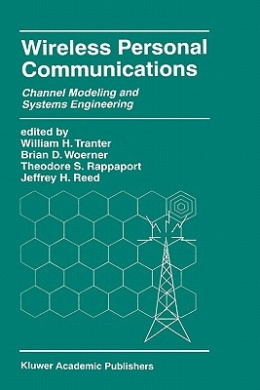 Wireless Personal
Communications
Channel Modeling and
Systems Engineering
edited by
William H. Tranter
Brian D. Woerner
Theodore S. Rappaport
Jeffrey H. Reed
Kluwer Academic Publishers